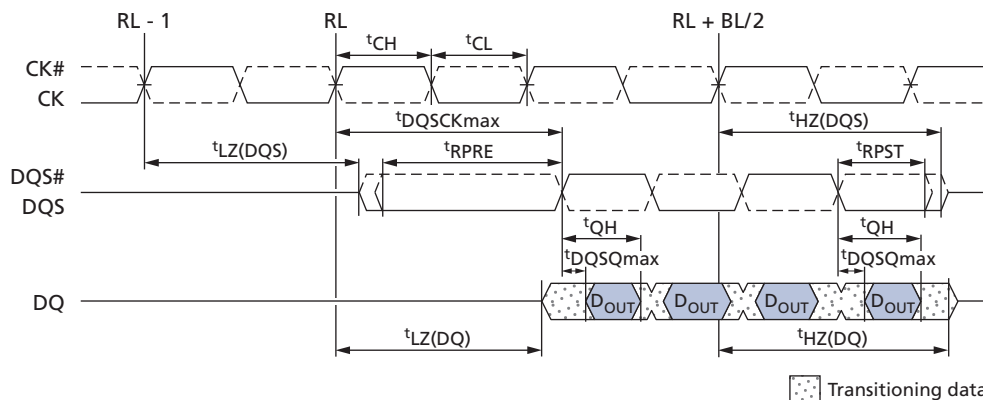 RL - 1 RL RL + BL/2
tCH tCL
CK#
CK
tDQSCKmax tHZ(DQS)
tLZ(DQS) tRPRE tRPST
DQS#
DQS
tQH tQH
tDQSQmax tDQSQmax
DQ DOUT DOUT DOUT DOUT
tLZ(DQ) tHZ(DQ)
Transitioning data